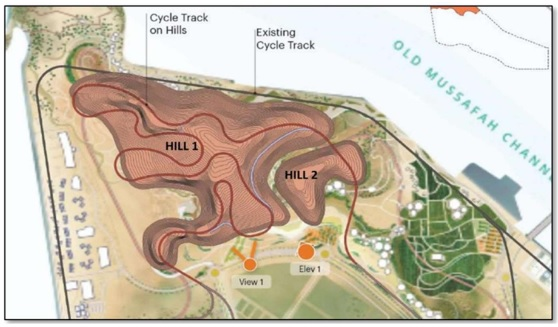 Cycle Track
on Hills
Existing
Cycle Track
OLD MUSSAFAH CHANN
HILL 1
HILL 2
View 1
Elev 1